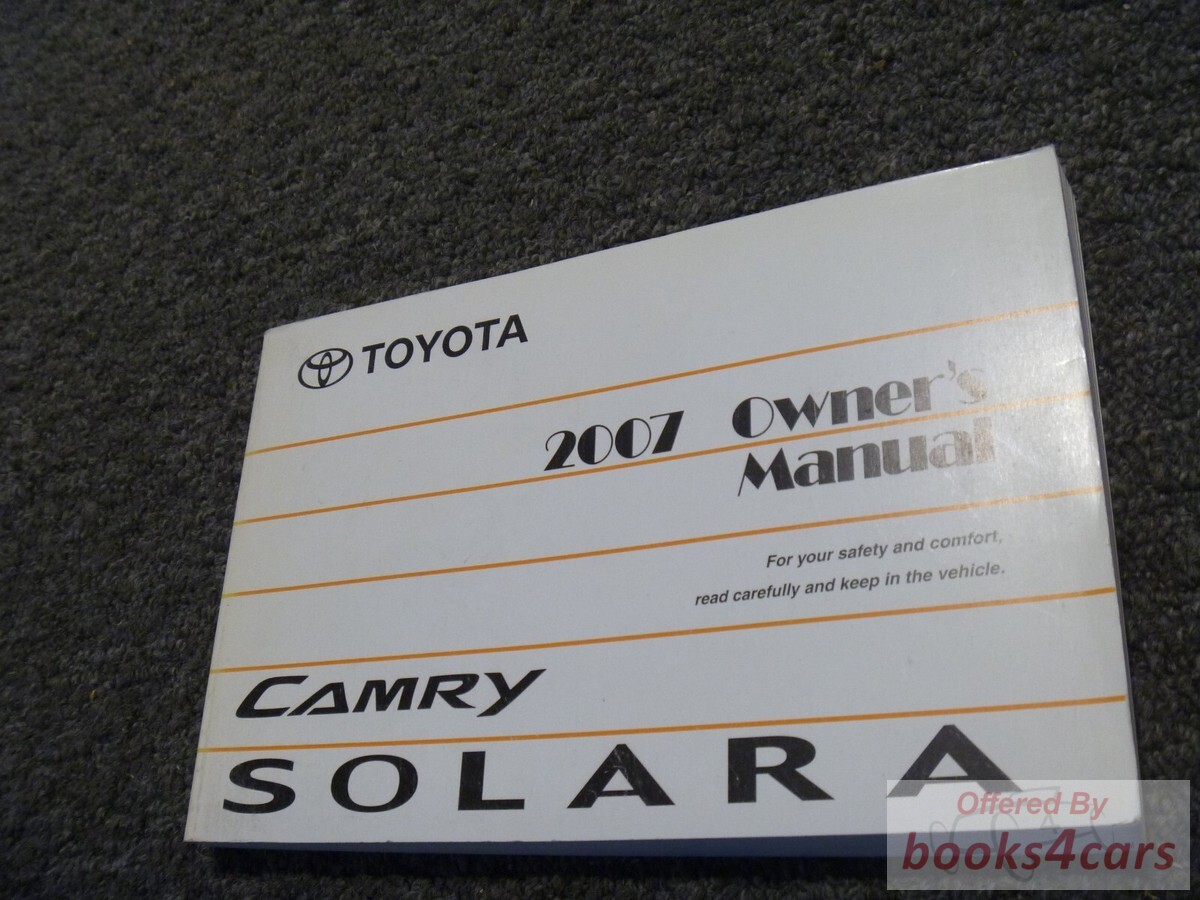 TOYOTA
2007 Owner's
Manual
For your safety and comfort,
read carefully and keep in the vehicle.
CAMRY
SOLARA
Offered By
books4cars